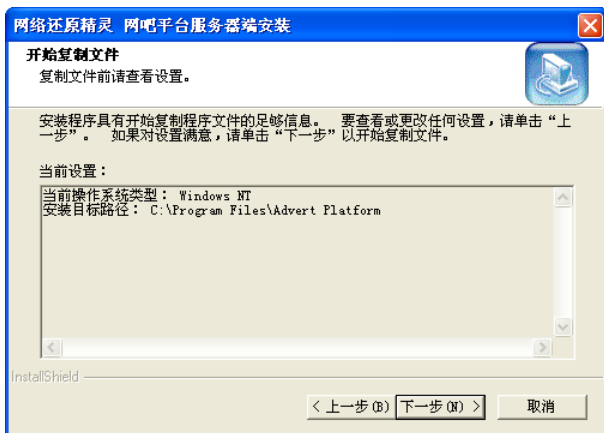 网络还原精灵 网吧平台服务器端安装
开始复制文件
复制文件前请查看设置。
安装程序具有开始复制程序文件的足够信息。 要查看或更改任何设置,请单击“上
一步”。 如果对设置满意,请单击“下一步”以开始复制文件。
当前设置:
当前操作系统类型: Windows NT
安装目标路径: C:\Program Files\Advert Platform
InstallShield
< 上一步(B) 下一步(N) > 取消